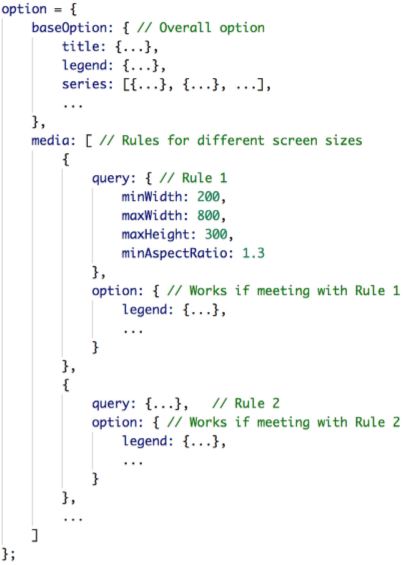 option = {
    baseOption: { // Overall option
        title: {...},
        legend: {...},
        series: [{...}, {...}, ...],
        ...
    },
    media: [ // Rules for different screen sizes
        {
            query: { // Rule 1
                minWidth: 200,
                maxWidth: 800,
                maxHeight: 300,
                minAspectRatio: 1.3
            },
            option: { // Works if meeting with Rule 1
                legend: {...},
                ...
            }
        },
        {
            query: {...},   // Rule 2
            option: { // Works if meeting with Rule 2
                legend: {...},
                ...
            }
        },
        ...
    ]
};